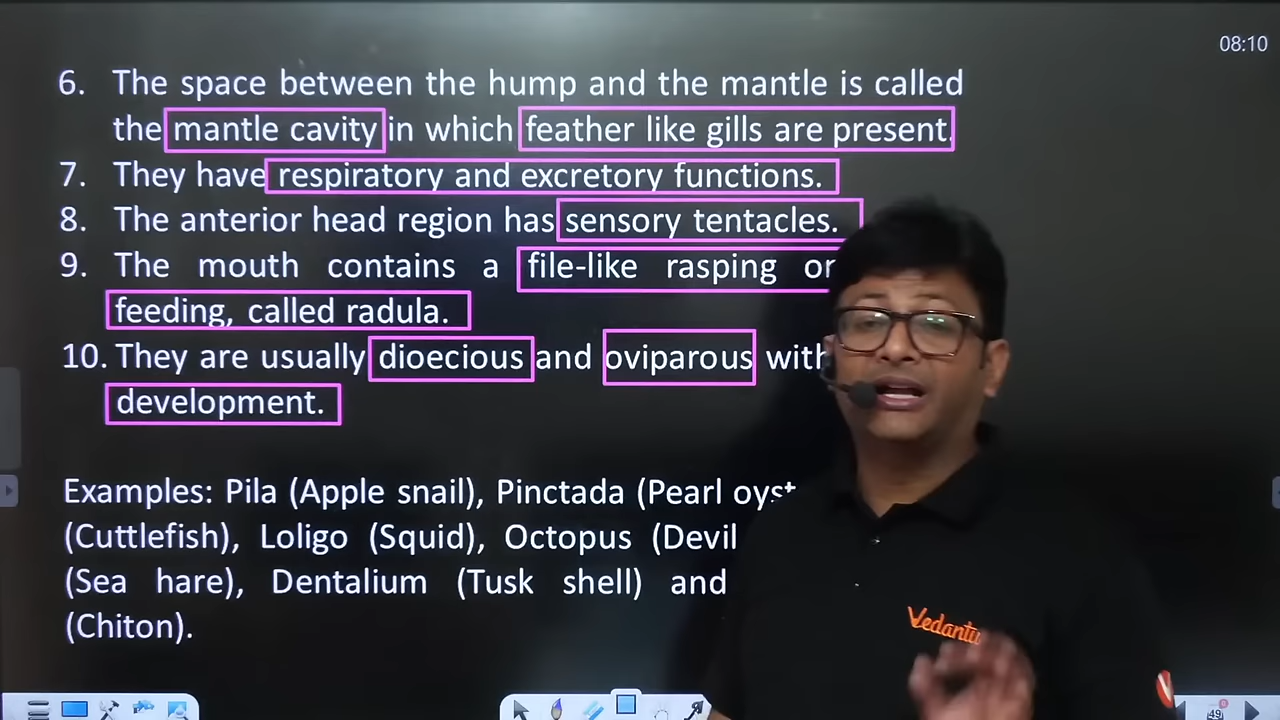 08:10
6. The space between the hump and the mantle is called
the mantle cavity in which feather like gills are present.
7. They have respiratory and excretory functions.
8. The anterior head region has sensory tentacles.
9. The mouth contains a file-like rasping
feeding, called radula.
10. They are usually dioecious and oviparous
development.
Examples: Pila (Apple snail), Pinctada (Pearl
(Cuttlefish), Loligo (Squid), Octopus (Devil
(Sea hare), Dentalium (Tusk shell) and
(Chiton).
Vedantu
49